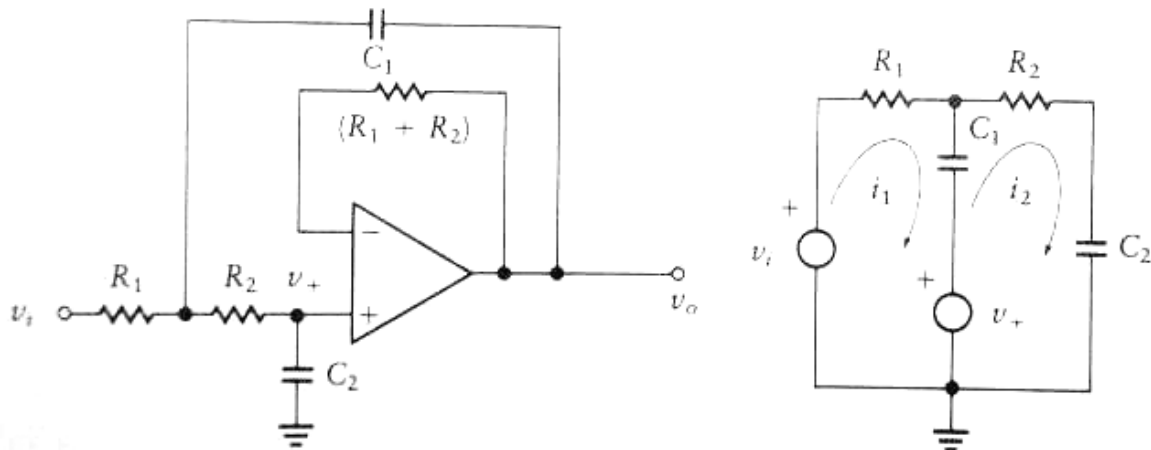 C₁
(R₁ + R₂)
−
R₁ R₂ v₊
vᵢ
+
vₒ
C₂
R₁ R₂
C₁
+ i₁ i₂
vᵢ C₂
+
v₊